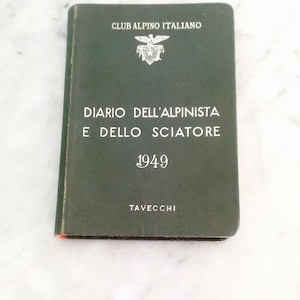 CLUB ALPINO ITALIANO
DIARIO DELL'ALPINISTA
E DELLO SCIATORE
1949
TAVECCHI